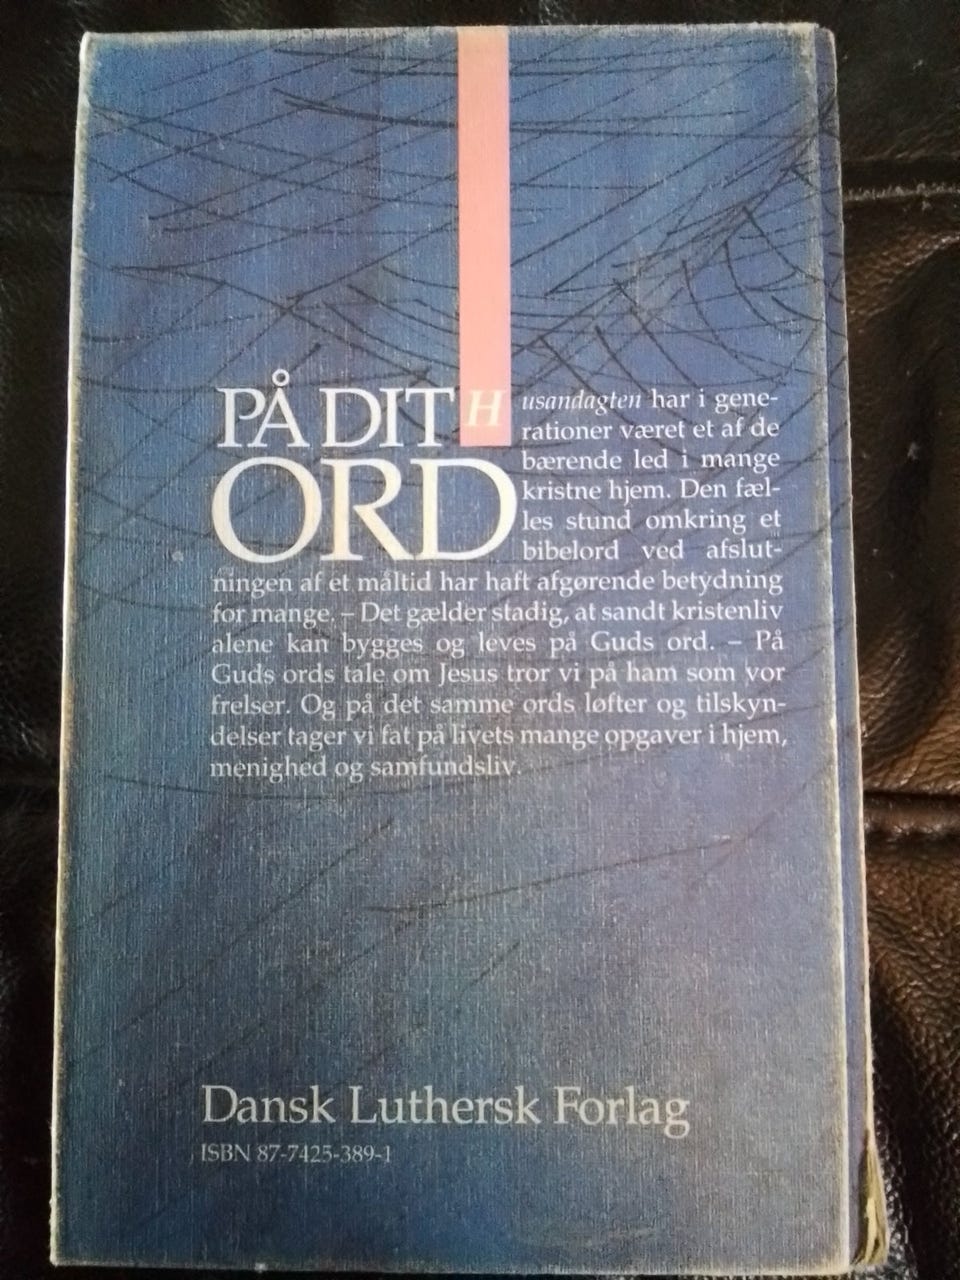 PÅ DIT
ORD
Husandagten har i gene-
rationer været et af de
bærende led i mange
kristne hjem. Den fæl-
les stund omkring et
bibelord ved afslut-
ningen af et måltid har haft afgørende betydning
for mange. – Det gælder stadig, at sandt kristenliv
alene kan bygges og leves på Guds ord. – På
Guds ords tale om Jesus tror vi på ham som vor
frelser. Og på det samme ords løfter og tilskyn-
delser tager vi fat på livets mange opgaver i hjem,
menighed og samfundsliv.
Dansk Luthersk Forlag
ISBN 87-7425-389-1